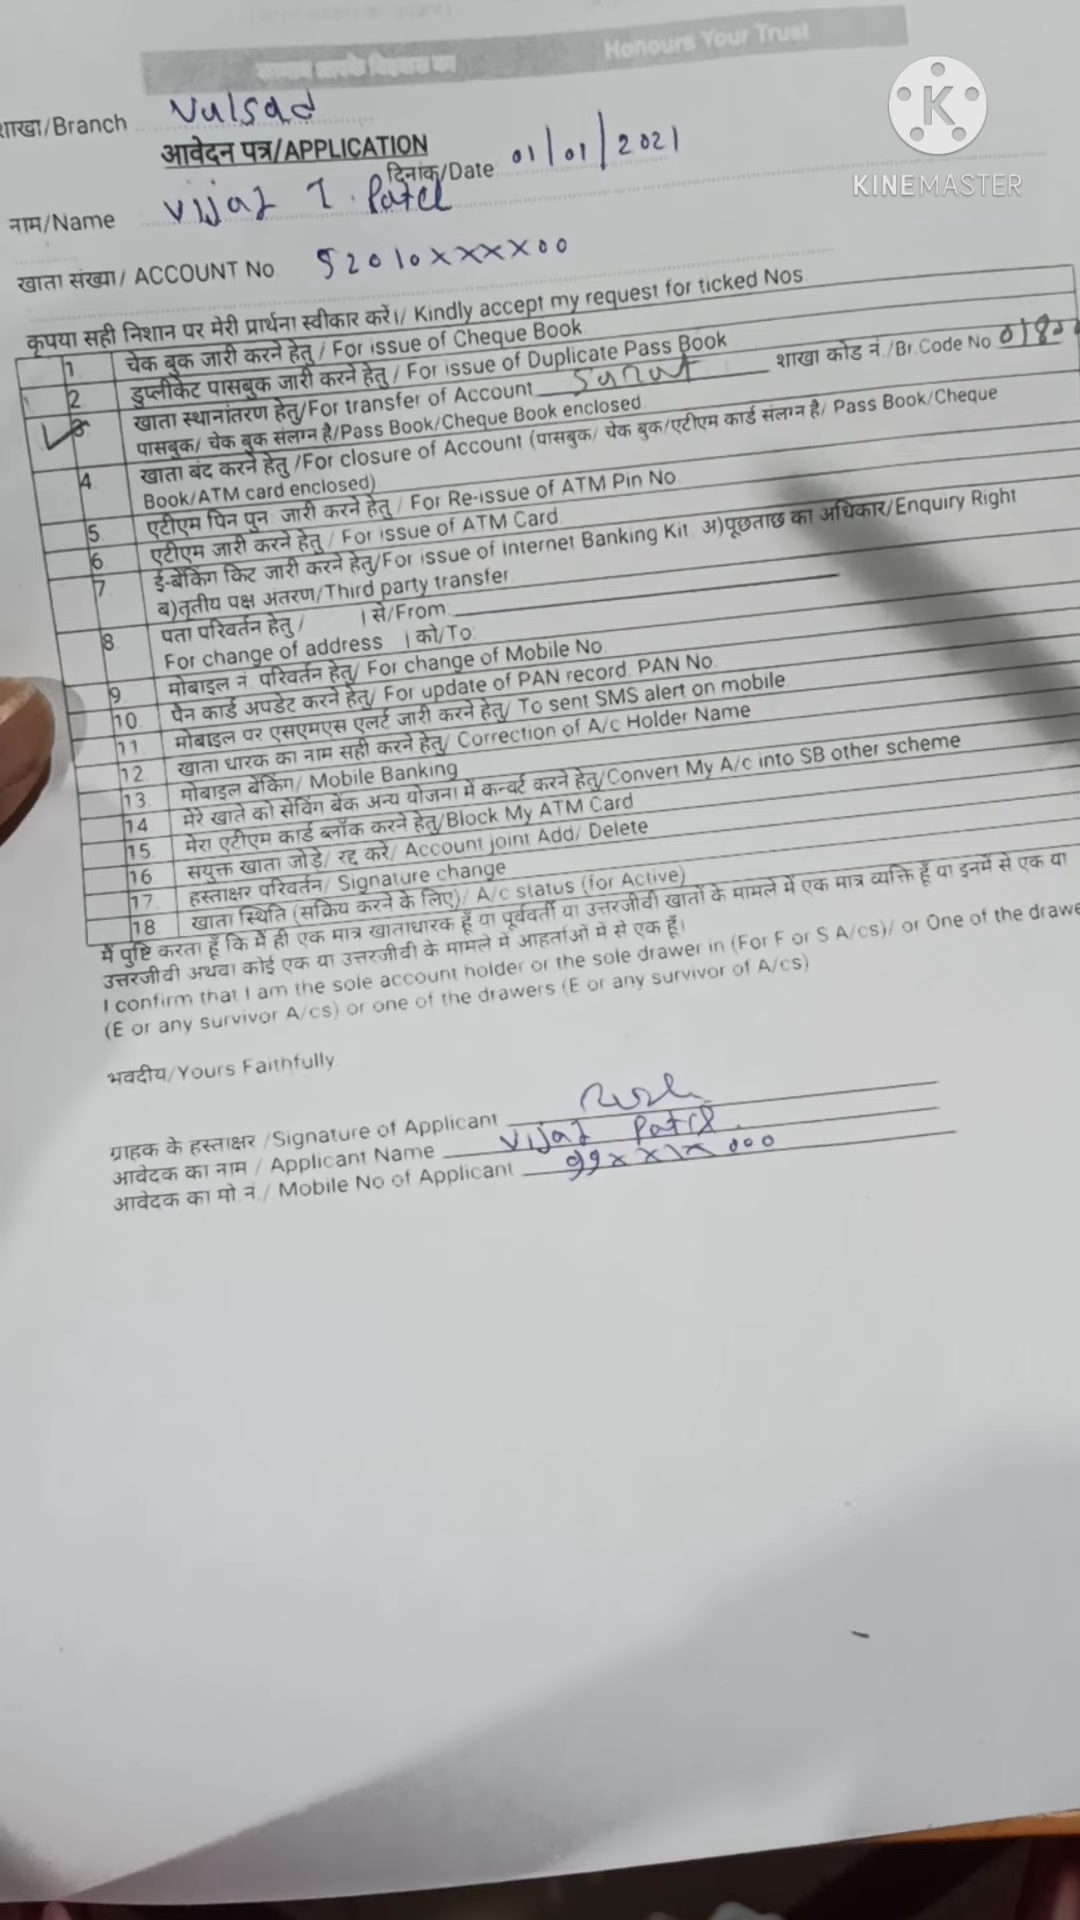 सम्मान आपके विश्वास का Honours Your Trust
KINEMASTER
शाखा/Branch Valsad
आवेदन पत्र/APPLICATION
दिनांक/Date 01/01/2021
नाम/Name Vijay I. Patel
खाता संख्या/ ACCOUNT No. 52010xxxxx00
कृपया सही निशान पर मेरी प्रार्थना स्वीकार करें।/ Kindly accept my request for ticked Nos.
1. चेक बुक जारी करने हेतु / For issue of Cheque Book
2. डुप्लीकेट पासबुक जारी करने हेतु / For issue of Duplicate Pass Book
3 खाता स्थानांतरण हेतु/For transfer of Account Surat शाखा कोड नं./Br.Code No.
पासबुक/ चेक बुक संलग्न है/Pass Book/Cheque Book enclosed
4. खाता बंद करने हेतु /For closure of Account (पासबुक/ चेक बुक/एटीएम कार्ड संलग्न है/ Pass Book/Cheque
Book/ATM card enclosed)
5. एटीएम पिन पुन: जारी करने हेतु / For Re-issue of ATM Pin No.
6. एटीएम जारी करने हेतु / For issue of ATM Card
7. ई-बैंकिंग किट जारी करने हेतु/For issue of Internet Banking Kit. अ)पूछताछ का अधिकार/Enquiry Right
ब)तृतीय पक्ष अंतरण/Third party transfer
8. पता परिवर्तन हेतु / । से/From:
For change of address । को/To:
9. मोबाइल नं. परिवर्तन हेतु/ For change of Mobile No.
10. पैन कार्ड अपडेट करने हेतु/ For update of PAN record. PAN No.
11. मोबाइल पर एसएमएस एलर्ट जारी करने हेतु/ To sent SMS alert on mobile
12. खाता धारक का नाम सही करने हेतु/ Correction of A/c Holder Name
13. मोबाइल बैंकिंग/ Mobile Banking
14. मेरे खाते को सेविंग बैंक अन्य योजना में कन्वर्ट करने हेतु/Convert My A/c into SB other scheme
15. मेरा एटीएम कार्ड ब्लॉक करने हेतु/Block My ATM Card
16. संयुक्त खाता जोड़े/ रद्द करें/ Account joint Add/ Delete
17. हस्ताक्षर परिवर्तन/ Signature change
18. खाता स्थिति (सक्रिय करने के लिए)/ A/c status (for Active)
मैं पुष्टि करता हूँ कि मैं ही एक मात्र खाताधारक हूँ या पूर्ववर्ती या उत्तरजीवी खातों के मामले में एक मात्र व्यक्ति हूँ या इनमें से एक या
उत्तरजीवी अथवा कोई एक या उत्तरजीवी के मामले में आहर्ताओं में से एक हूँ।
I confirm that I am the sole account holder or the sole drawer in (For F or S A/cs)/ or One of the drawe
(E or any survivor A/cs) or one of the drawers (E or any survivor of A/cs)
भवदीय/Yours Faithfully
ग्राहक के हस्ताक्षर /Signature of Applicant
आवेदक का नाम / Applicant Name Vijay Patel.
आवेदक का मो.नं./ Mobile No of Applicant 99xxxx000